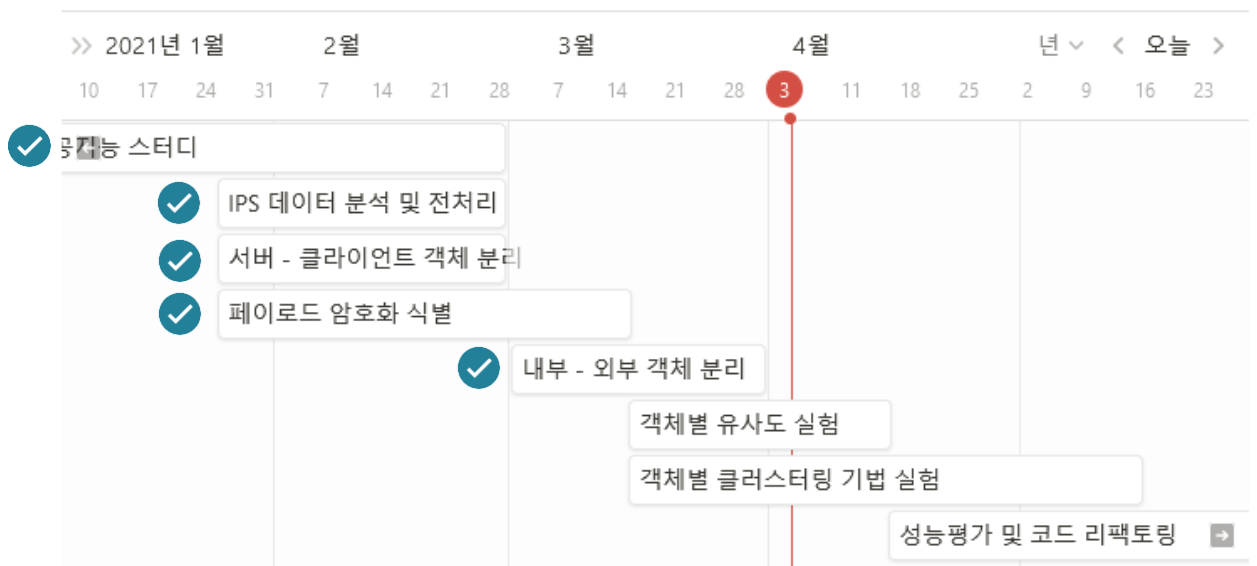 2021년 1월 2월 3월 4월 년 오늘
10 17 24 31 7 14 21 28 7 14 21 28 3 11 18 25 2 9 16 23
스터디
IPS 데이터 분석 및 전처리
서버 - 클라이언트 객체 분리
페이로드 암호화 식별
내부 - 외부 객체 분리
객체별 유사도 실험
객체별 클러스터링 기법 실험
성능평가 및 코드 리팩토링